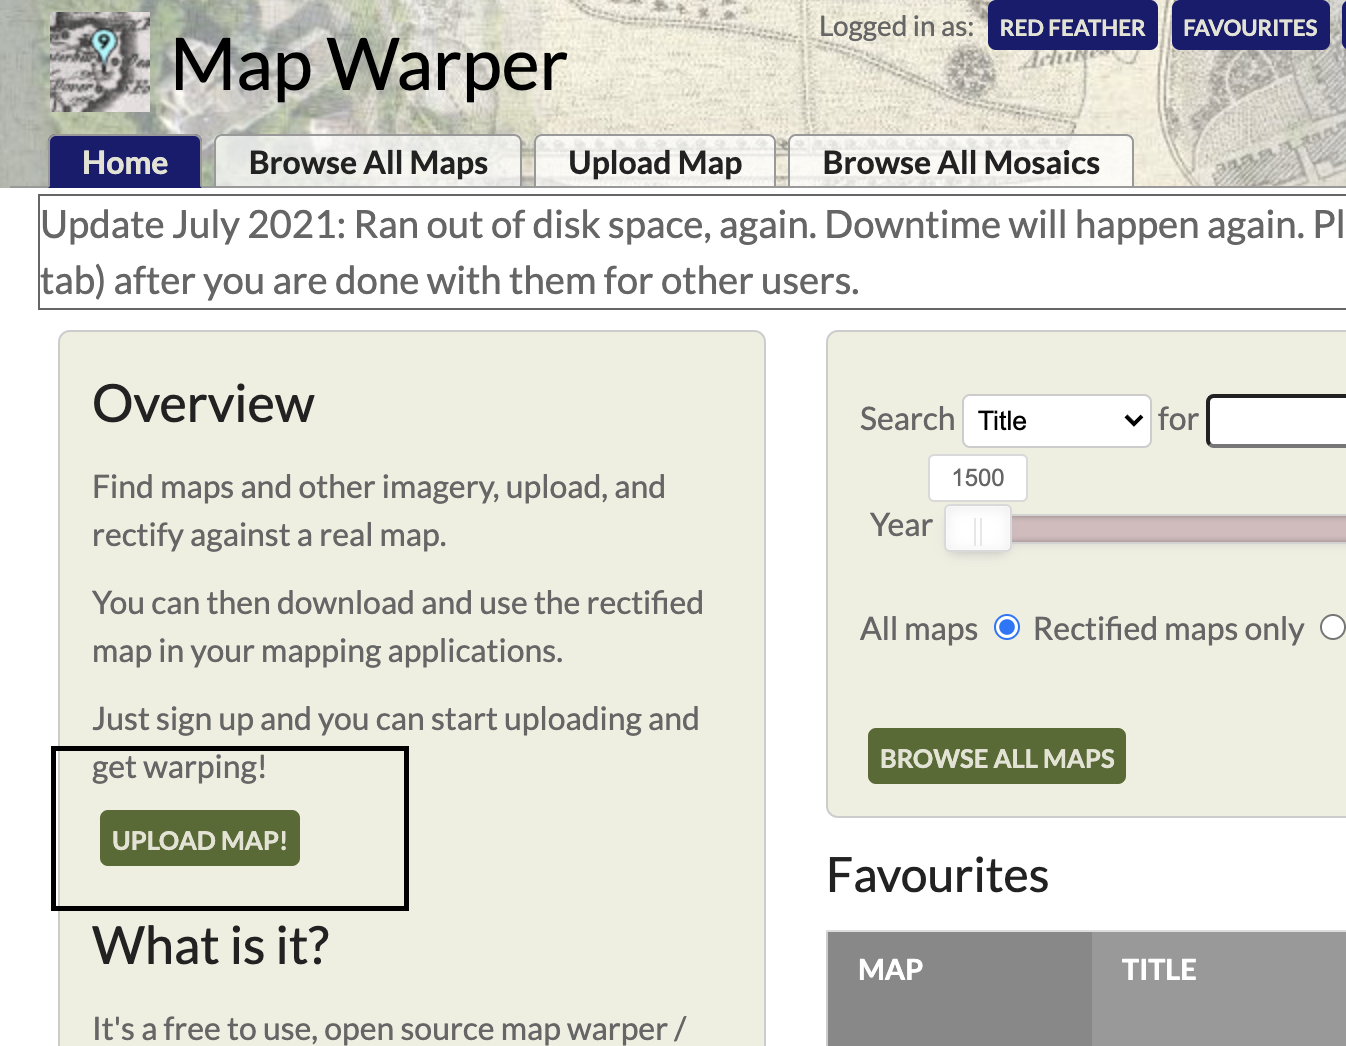 Logged in as: RED FEATHER FAVOURITES
Map Warper
Home Browse All Maps Upload Map Browse All Mosaics
Update July 2021: Ran out of disk space, again. Downtime will happen again. Pl
tab) after you are done with them for other users.
Overview
Find maps and other imagery, upload, and
rectify against a real map.
You can then download and use the rectified
map in your mapping applications.
Just sign up and you can start uploading and
get warping!
UPLOAD MAP!
What is it?
It's a free to use, open source map warper /
Search Title for
1500
Year
All maps Rectified maps only
BROWSE ALL MAPS
Favourites
MAP TITLE